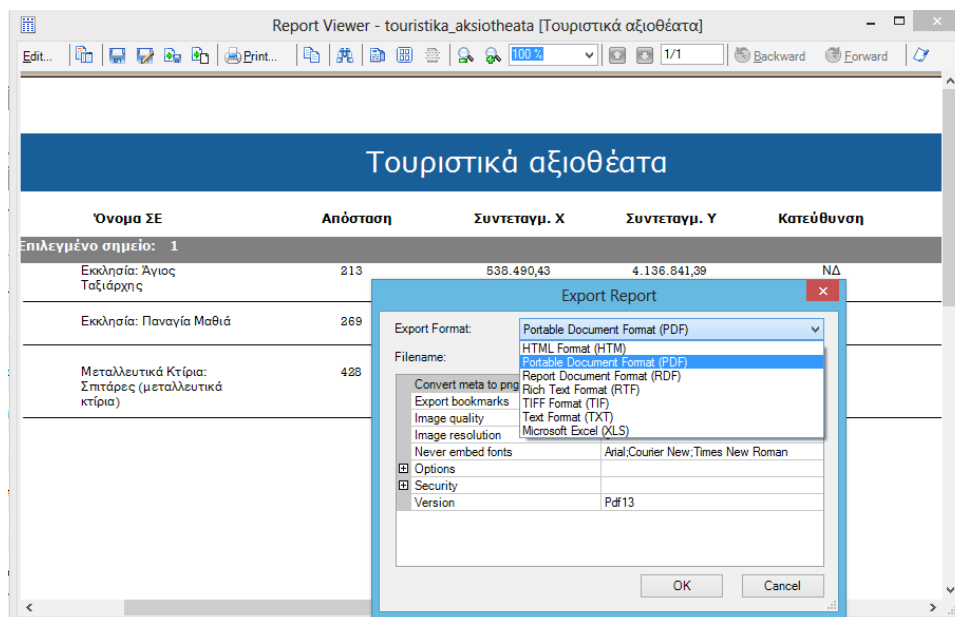 Report Viewer - touristika_aksiotheata [Τουριστικά αξιοθέατα]
Edit... Print... 100 % 1/1 Backward Forward
Τουριστικά αξιοθέατα
Όνομα ΣΕ Απόσταση Συντεταγμ. Χ Συντεταγμ. Υ Κατεύθυνση
Επιλεγμένο σημείο: 1
Εκκλησία: Άγιος Ταξιάρχης 213 538.490,43 4.136.841,39 ΝΔ
Εκκλησία: Παναγία Μαθιά 269
Μεταλλευτικά Κτίρια: 428
Σπιτάρες (μεταλλευτικά
κτίρια)
Export Report
Export Format: Portable Document Format (PDF)
HTML Format (HTM)
Filename: Portable Document Format (PDF)
Report Document Format (RDF)
Convert meta to png Rich Text Format (RTF)
Export bookmarks TIFF Format (TIF)
Image quality Text Format (TXT)
Image resolution Microsoft Excel (XLS)
Never embed fonts Arial;Courier New;Times New Roman
Options
Security
Version Pdf13
OK Cancel